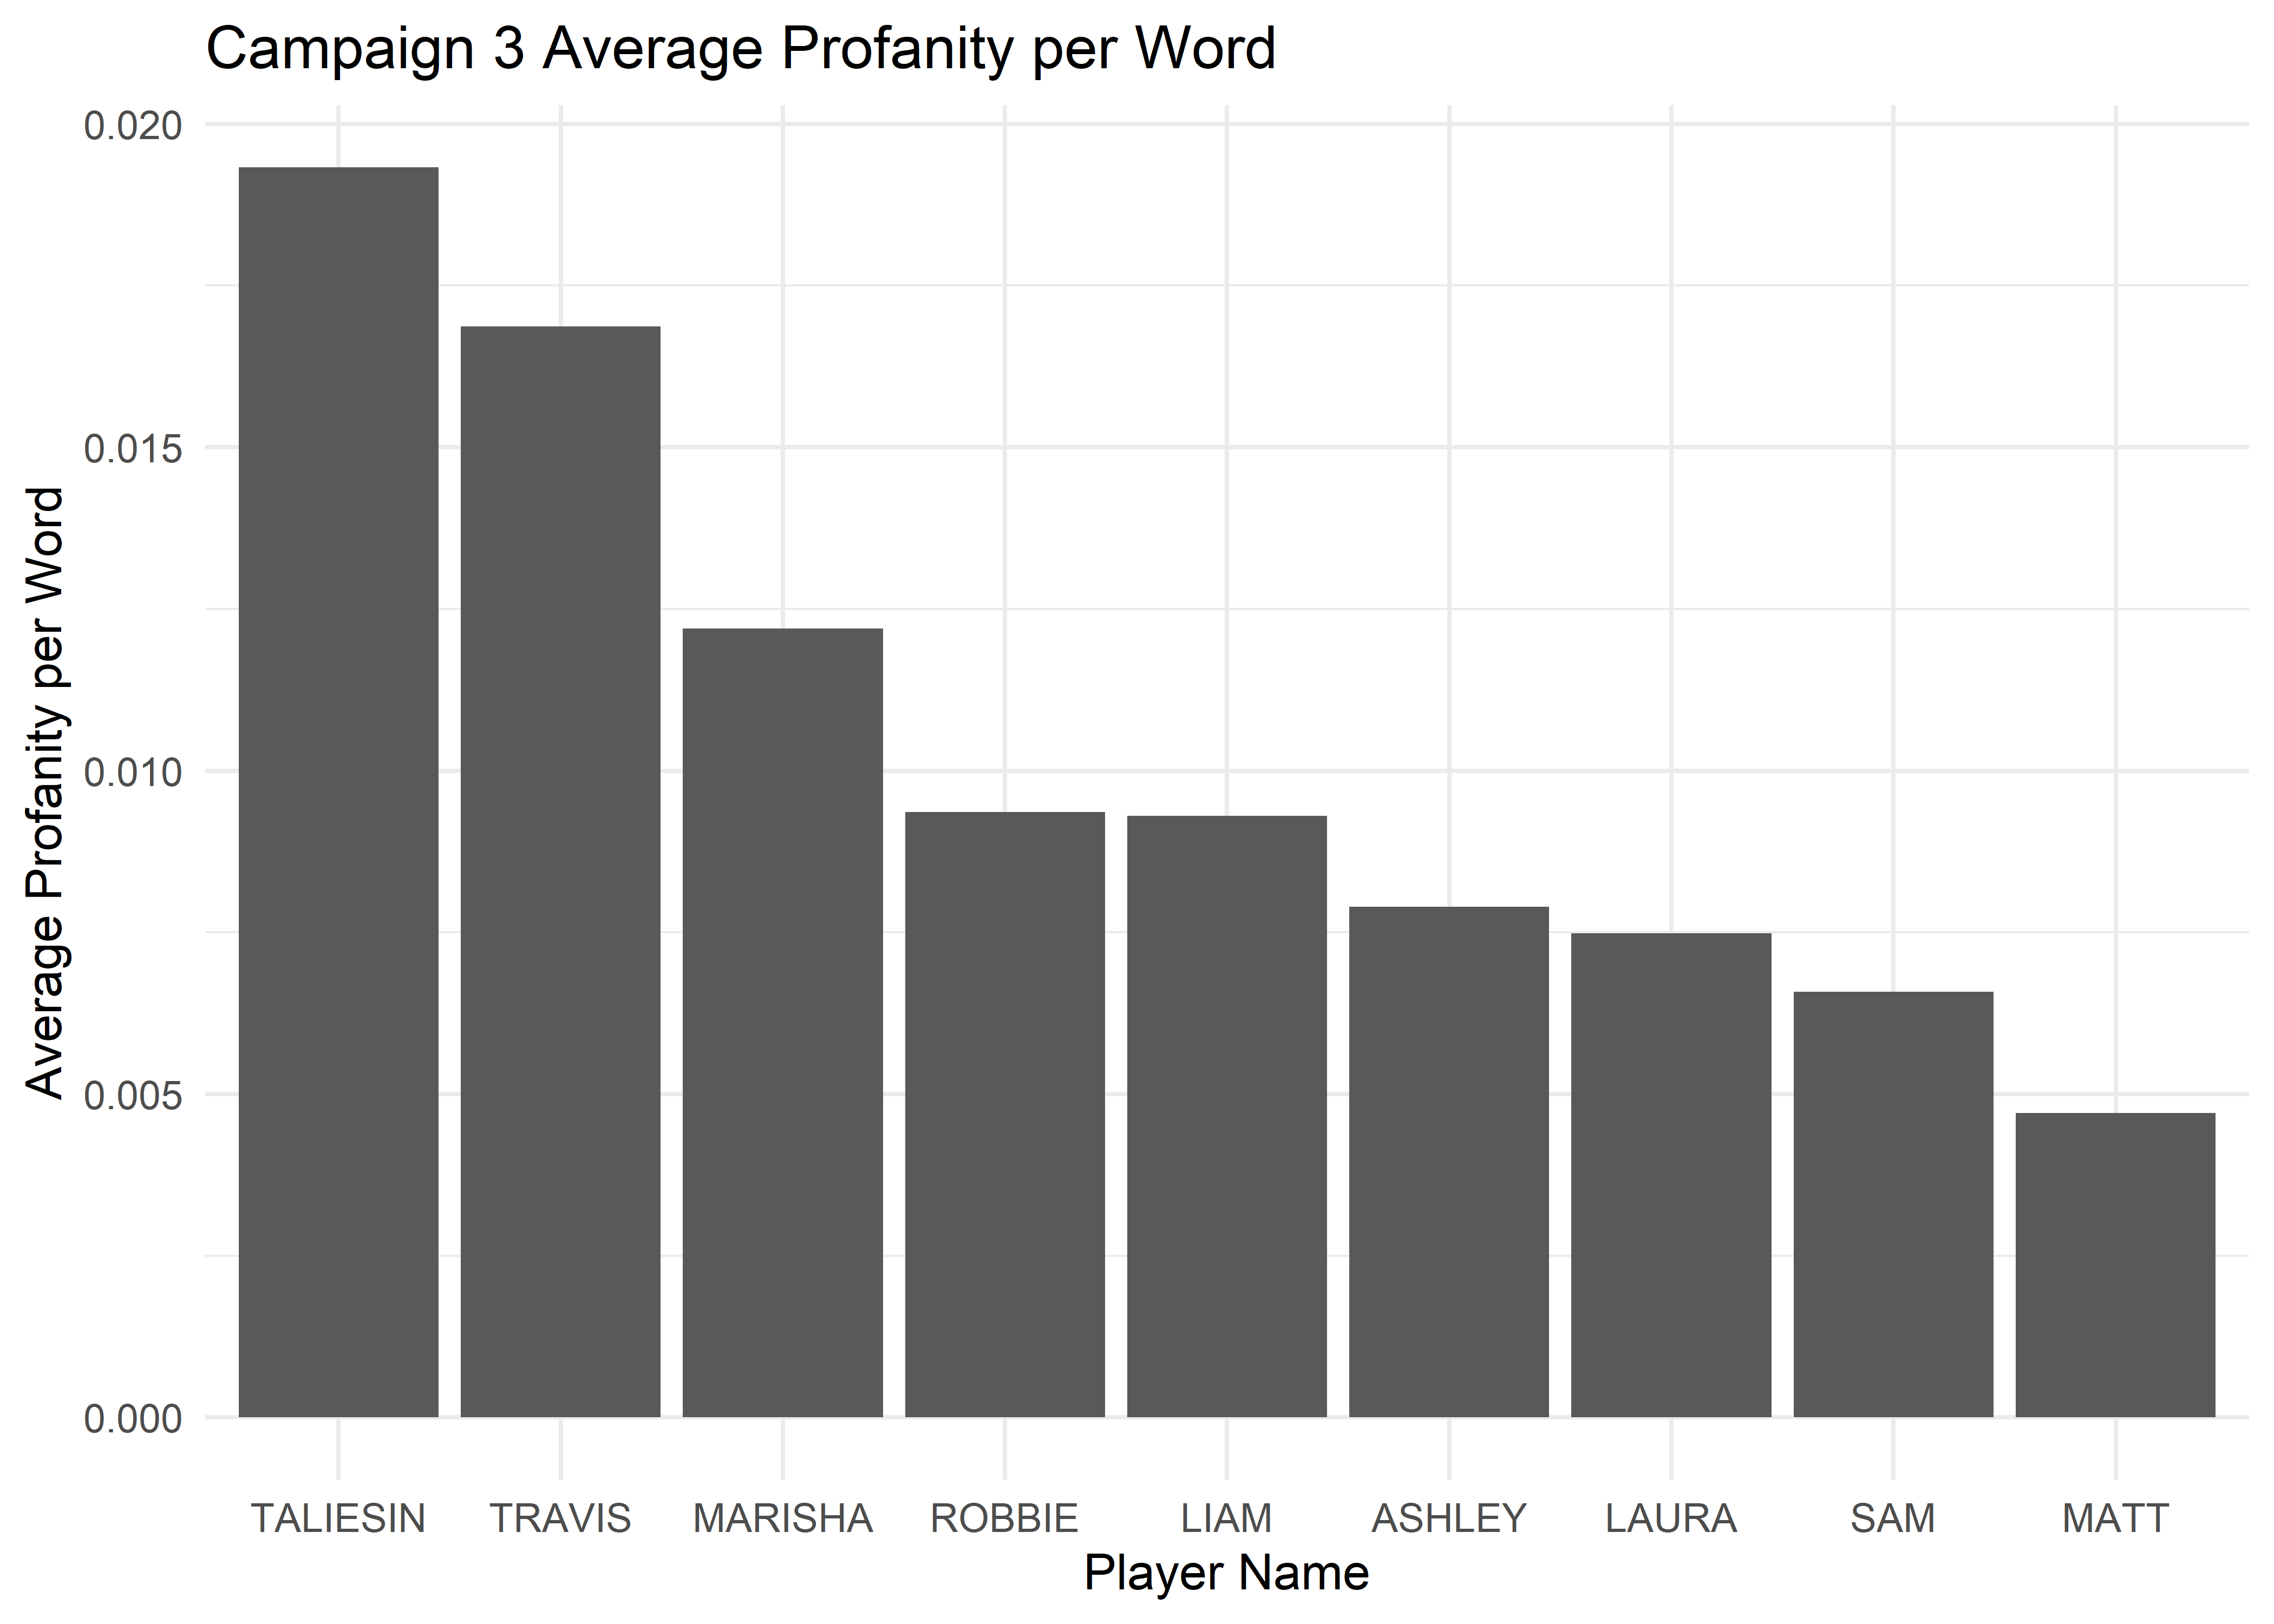 Campaign 3 Average Profanity per Word
0.020
0.015
0.010
0.005
0.000
Average Profanity per Word
TALIESIN TRAVIS MARISHA ROBBIE LIAM ASHLEY LAURA SAM MATT
Player Name